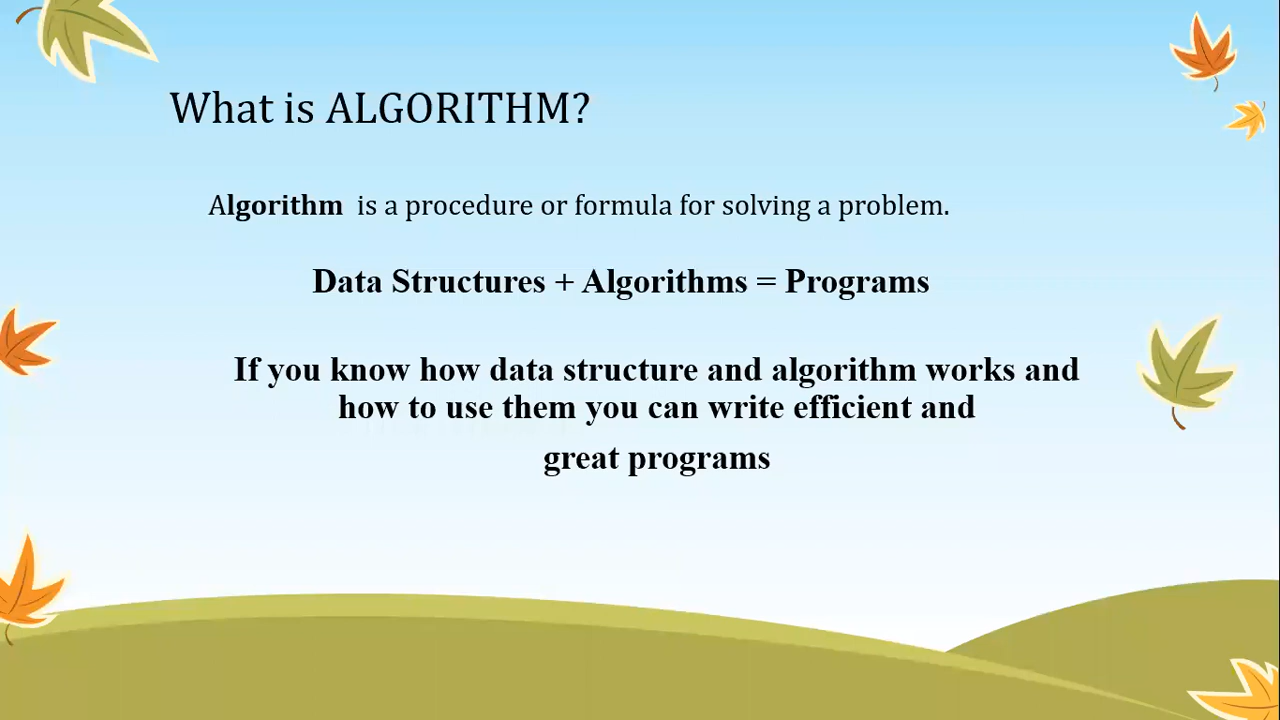 What is ALGORITHM?
Algorithm is a procedure or formula for solving a problem.
Data Structures + Algorithms = Programs
If you know how data structure and algorithm works and
how to use them you can write efficient and
great programs